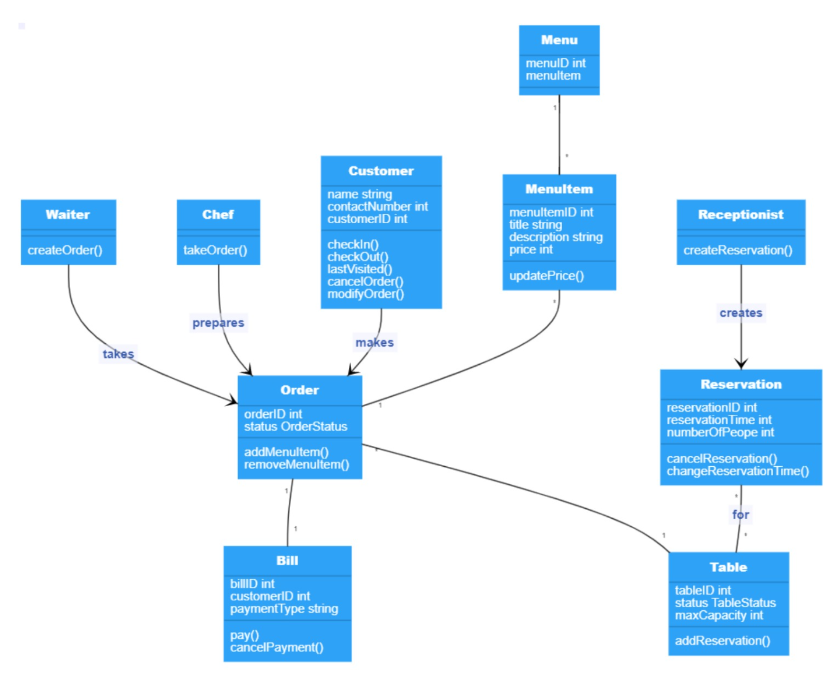 Menu
menuID int
menuItem
1
*
Customer
name string
contactNumber int
customerID int
checkIn()
checkOut()
lastVisited()
cancelOrder()
modifyOrder()
MenuItem
menuItemID int
title string
description string
price int
updatePrice()
Waiter
createOrder()
Chef
takeOrder()
Receptionist
createReservation()
takes
prepares
makes
*
1
creates
Order
orderID int
status OrderStatus
addMenuItem()
removeMenuItem()
Reservation
reservationID int
reservationTime int
numberOfPeope int
cancelReservation()
changeReservationTime()
*
1
1
1
*
for
*
Bill
billID int
customerID int
paymentType string
pay()
cancelPayment()
Table
tableID int
status TableStatus
maxCapacity int
addReservation()